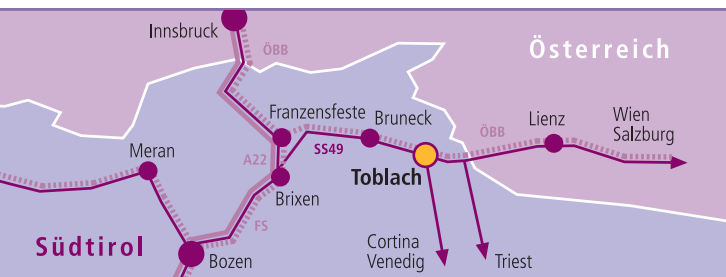 Innsbruck
ÖBB
Österreich
Franzensfeste
Bruneck
Lienz
Wien
Salzburg
ÖBB
SS49
A22
Meran
Toblach
Brixen
FS
Südtirol
Bozen
Cortina
Venedig
Triest